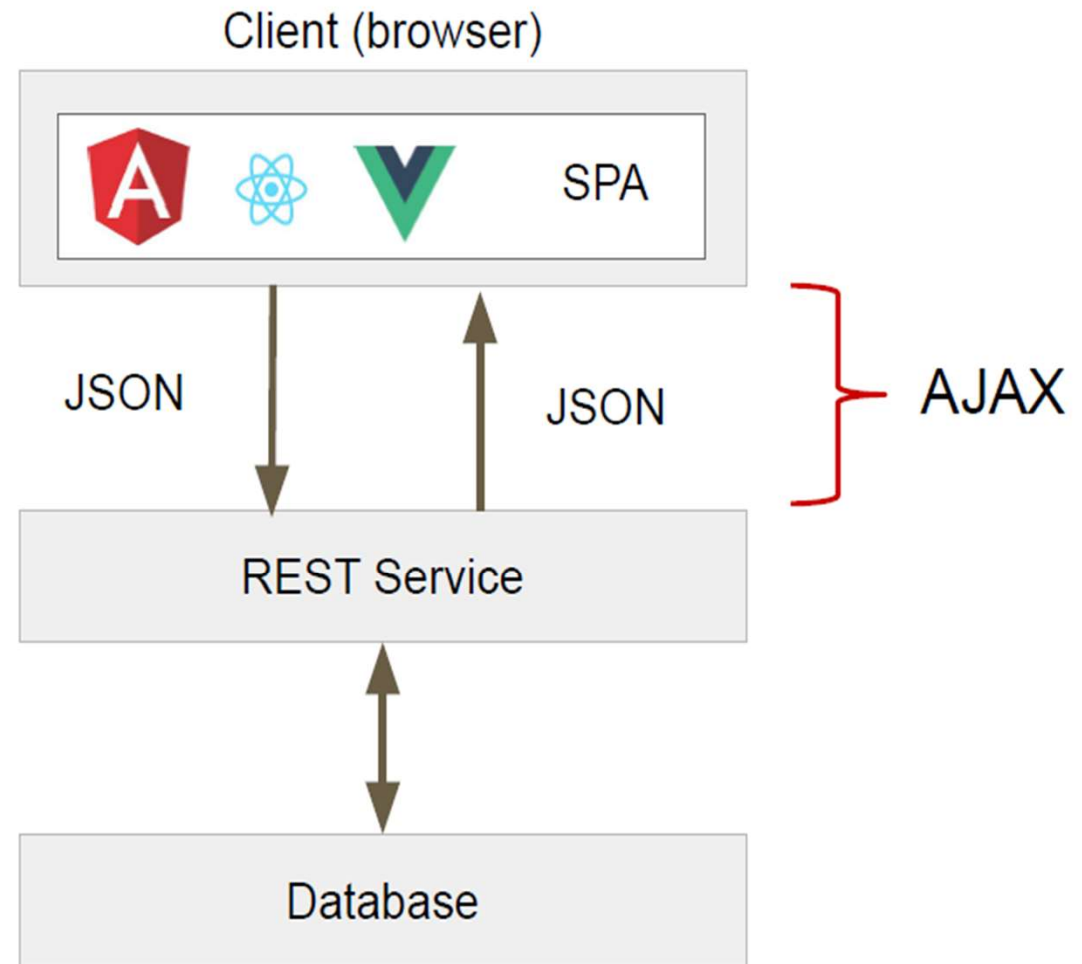 Client (browser)
SPA
JSON
JSON
AJAX
REST Service
Database